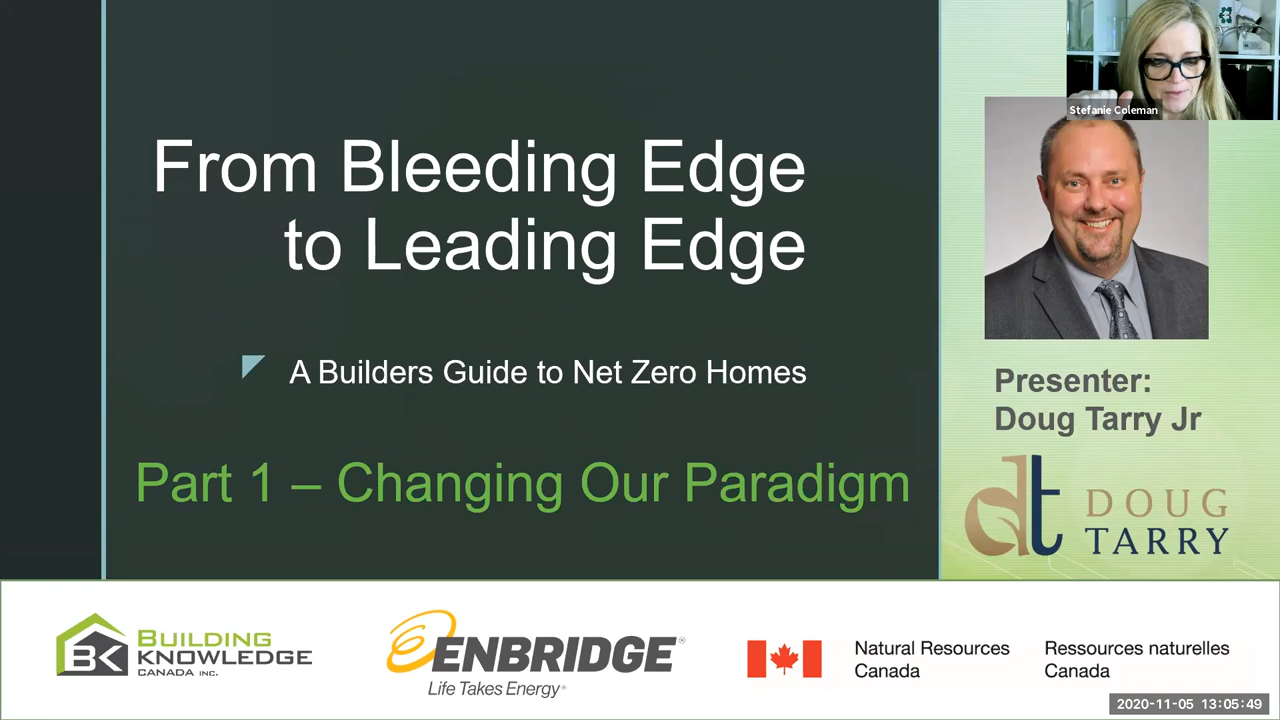 From Bleeding Edge
to Leading Edge
A Builders Guide to Net Zero Homes
Part 1 – Changing Our Paradigm
Stefanie Coleman
Presenter:
Doug Tarry Jr
dt
DOUG
TARRY
BK
BUILDING
KNOWLEDGE
CANADA INC.
ENBRIDGE®
Life Takes Energy®
Natural Resources
Canada
Ressources naturelles
Canada
2020-11-05 13:05:49